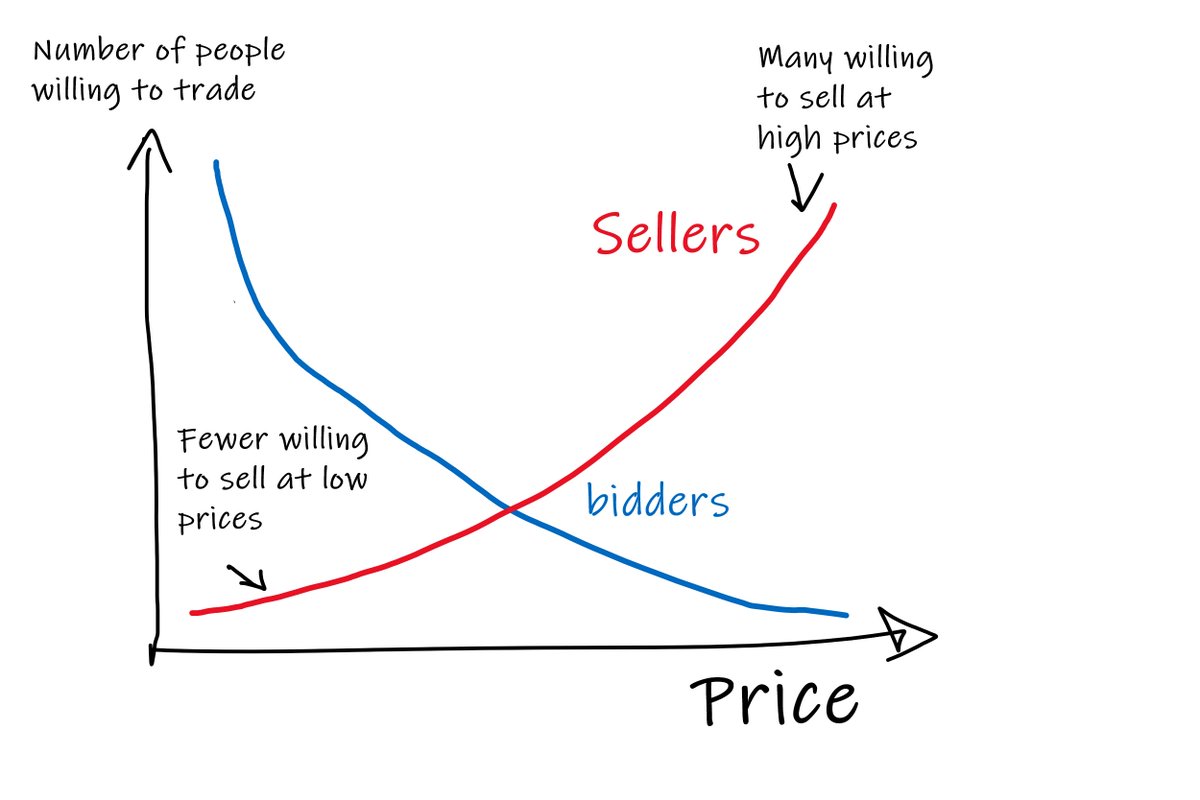 Number of people
willing to trade
Many willing
to sell at
high prices
Sellers
Fewer willing
to sell at low
prices
bidders
Price